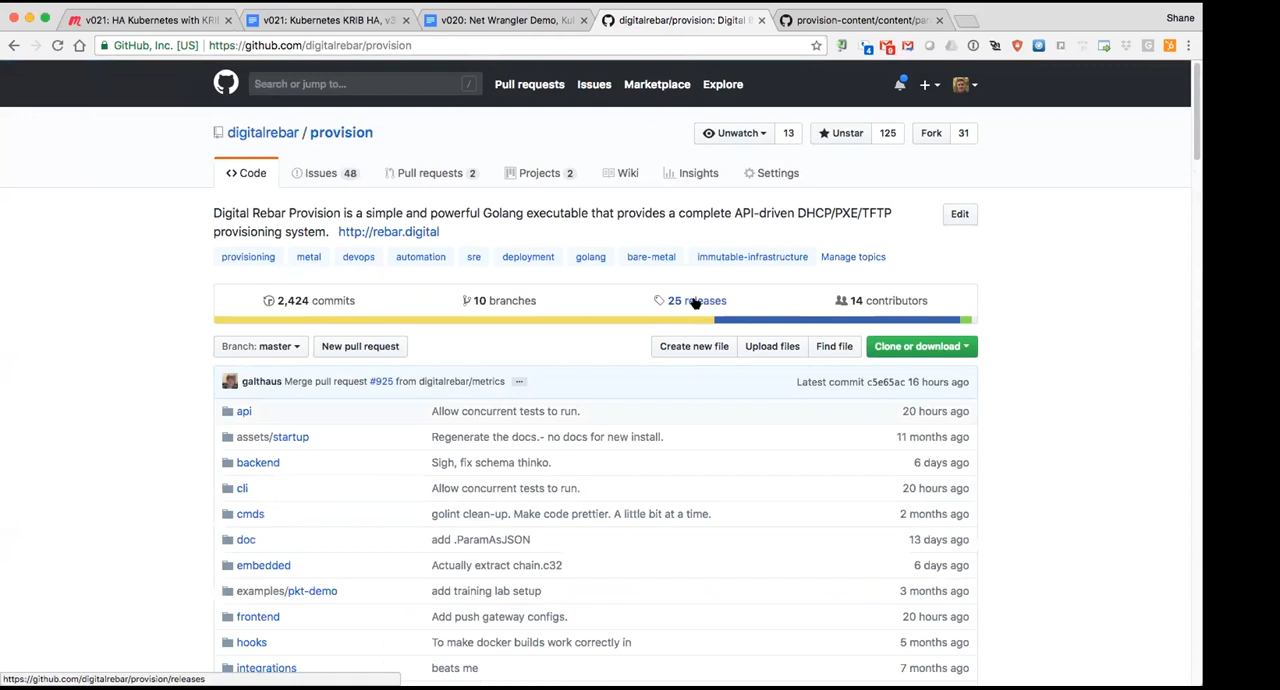 v021: HA Kubernetes with KRI
v021: Kubernetes KRIB HA, v3
v020: Net Wrangler Demo, Ku
digitalrebar/provision: Digital
provision-content/content/par
Shane
GitHub, Inc. [US] https://github.com/digitalrebar/provision
Search or jump to... /
Pull requests Issues Marketplace Explore
digitalrebar / provision
Unwatch 13 Unstar 125 Fork 31
Code Issues 48 Pull requests 2 Projects 2 Wiki Insights Settings
Digital Rebar Provision is a simple and powerful Golang executable that provides a complete API-driven DHCP/PXE/TFTP
provisioning system. http://rebar.digital
Edit
provisioning metal devops automation sre deployment golang bare-metal immutable-infrastructure Manage topics
2,424 commits 10 branches 25 releases 14 contributors
Branch: master New pull request Create new file Upload files Find file Clone or download
galthaus Merge pull request #925 from digitalrebar/metrics ... Latest commit c5e65ac 16 hours ago
api Allow concurrent tests to run. 20 hours ago
assets/startup Regenerate the docs.- no docs for new install. 11 months ago
backend Sigh, fix schema thinko. 6 days ago
cli Allow concurrent tests to run. 20 hours ago
cmds golint clean-up. Make code prettier. A little bit at a time. 2 months ago
doc add .ParamAsJSON 13 days ago
embedded Actually extract chain.c32 6 days ago
examples/pkt-demo add training lab setup 3 months ago
frontend Add push gateway configs. 20 hours ago
hooks To make docker builds work correctly in 5 months ago
integrations beats me 7 months ago
https://github.com/digitalrebar/provision/releases